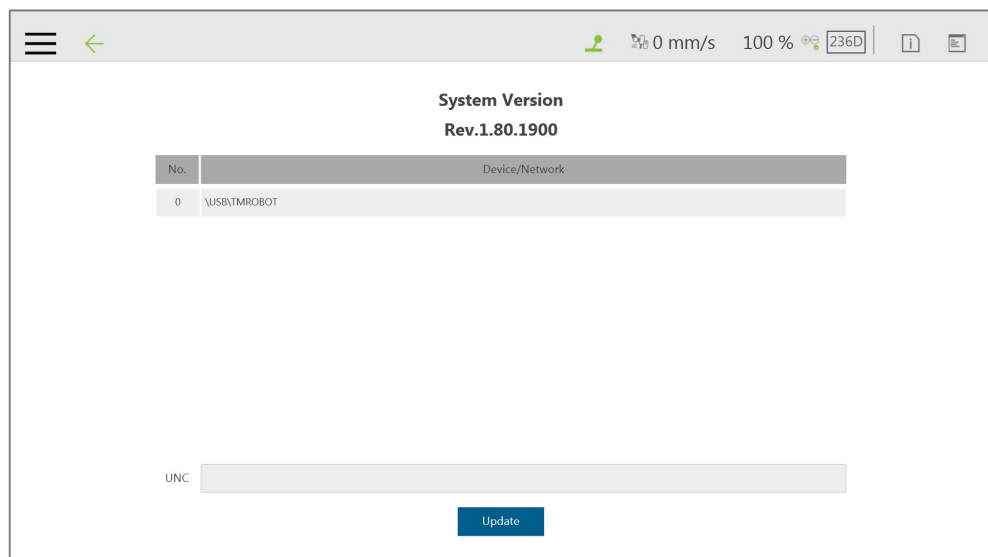 0 mm/s 100 % 236D
System Version
Rev.1.80.1900
No. Device/Network
0 \USB\TMROBOT
UNC
Update